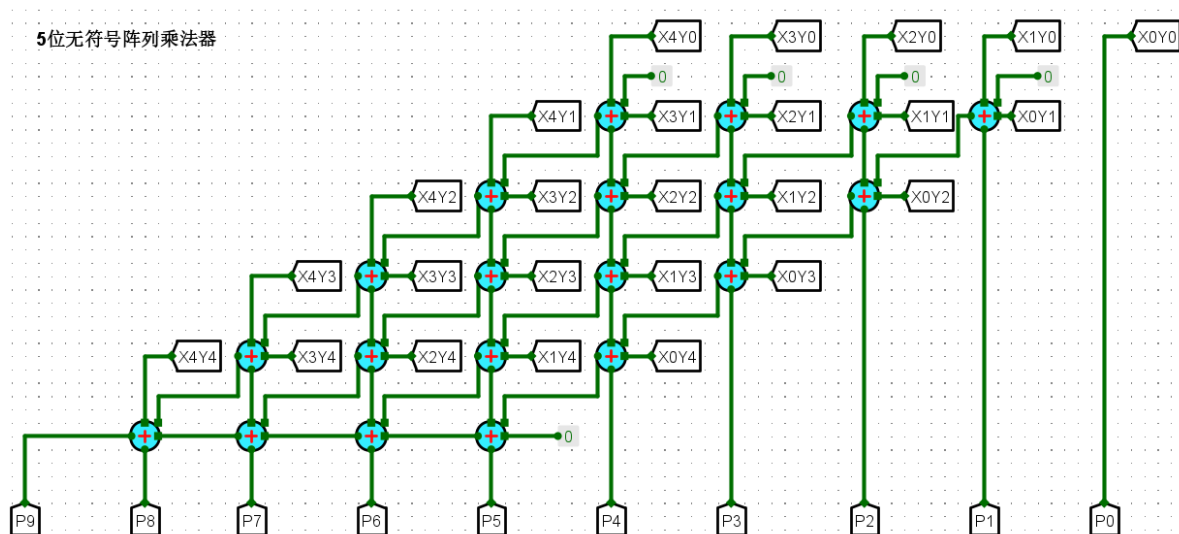 5位无符号阵列乘法器
X4Y0 X3Y0 X2Y0 X1Y0 X0Y0
0 0 0 0
X4Y1 X3Y1 X2Y1 X1Y1 X0Y1
X4Y2 X3Y2 X2Y2 X1Y2 X0Y2
X4Y3 X3Y3 X2Y3 X1Y3 X0Y3
X4Y4 X3Y4 X2Y4 X1Y4 X0Y4
0
P9 P8 P7 P6 P5 P4 P3 P2 P1 P0